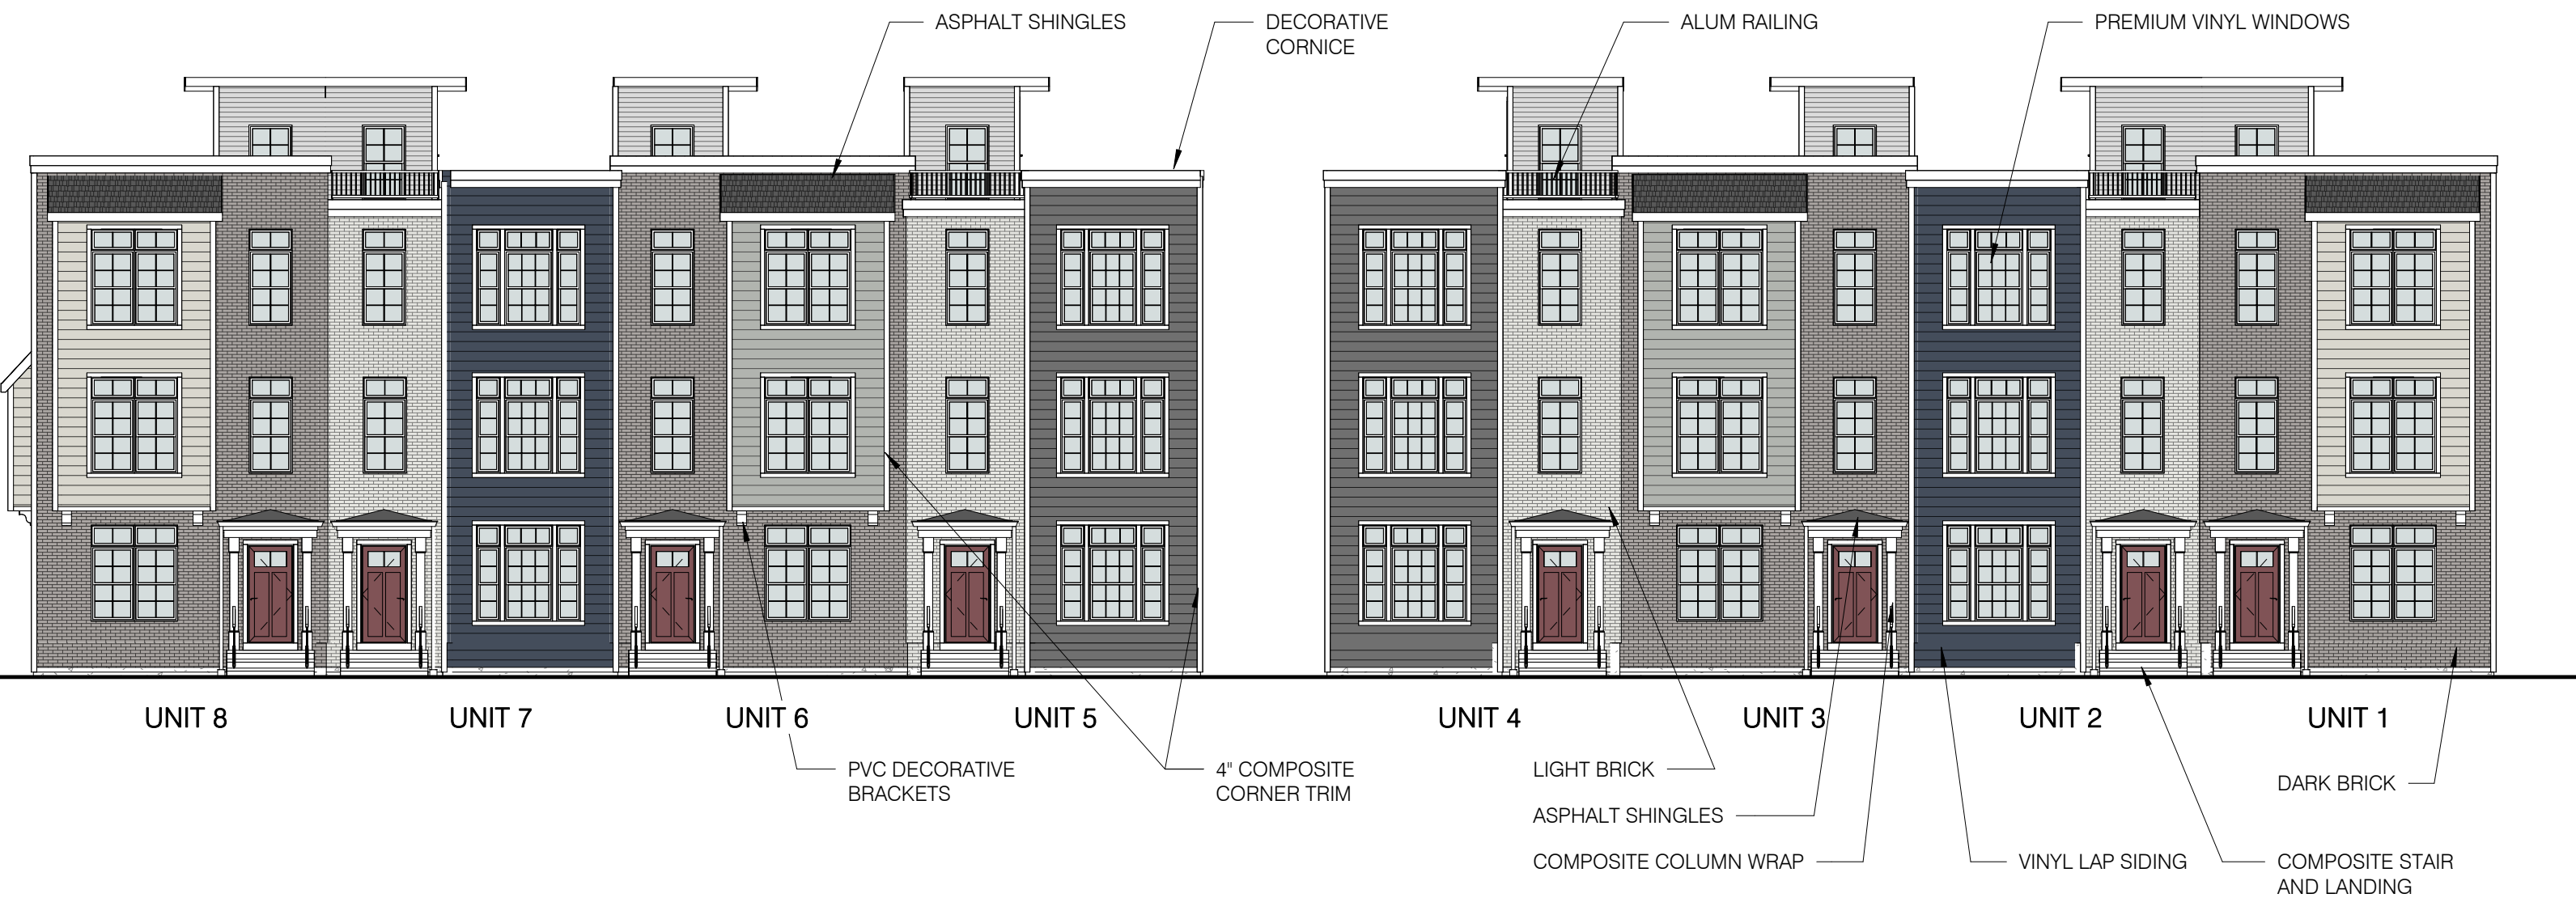 ASPHALT SHINGLES
DECORATIVE
CORNICE
ALUM RAILING
PREMIUM VINYL WINDOWS
UNIT 8
UNIT 7
UNIT 6
UNIT 5
UNIT 4
UNIT 3
UNIT 2
UNIT 1
PVC DECORATIVE
BRACKETS
4" COMPOSITE
CORNER TRIM
LIGHT BRICK
ASPHALT SHINGLES
COMPOSITE COLUMN WRAP
VINYL LAP SIDING
DARK BRICK
COMPOSITE STAIR
AND LANDING